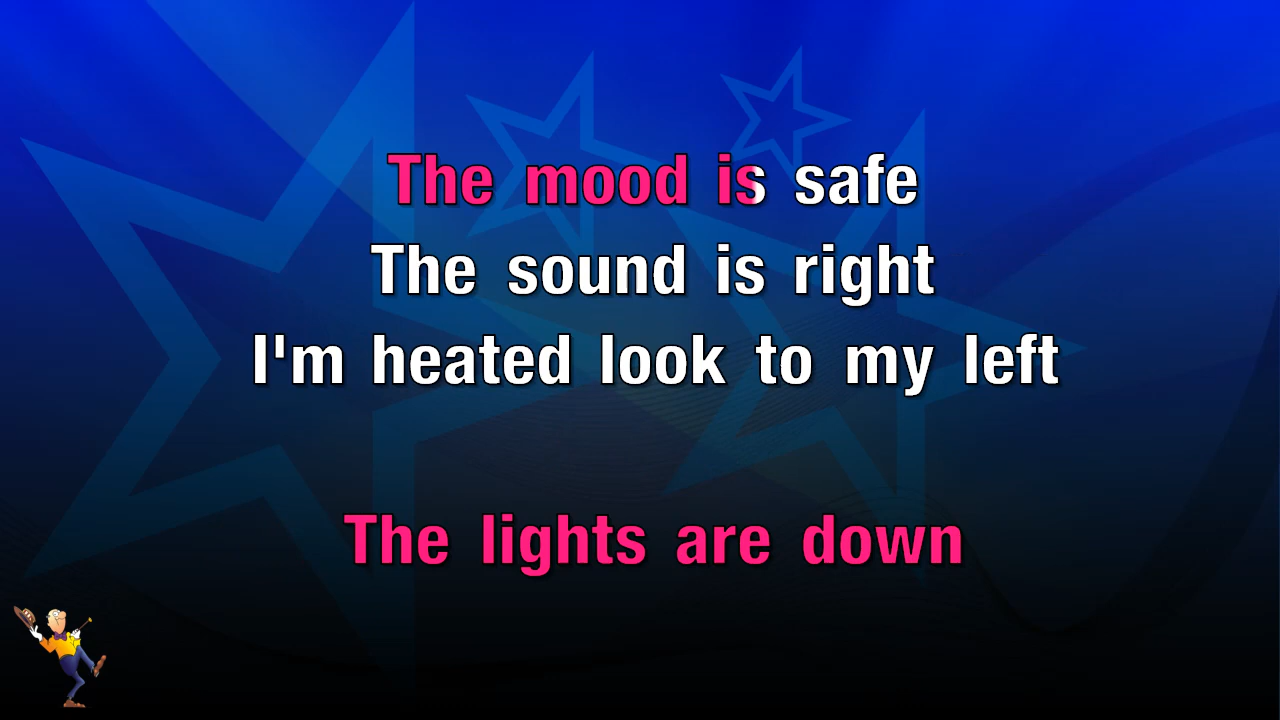 The mood is safe
The sound is right
I'm heated look to my left
The lights are down